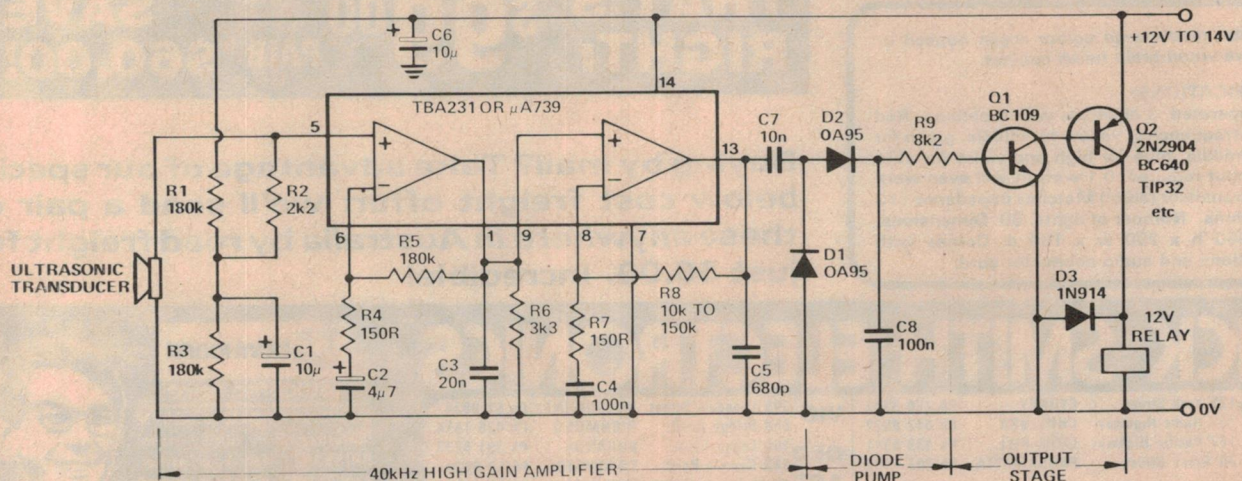 C6
10µ
+12V TO 14V
14
TBA231 OR µA739
5
+
−
+
−
13
C7
10n
D2
OA95
R9
8k2
Q1
BC109
Q2
2N2904
BC640
TIP32
etc
R1
180k
R2
2k2
6
1
9
8
7
R5
180k
ULTRASONIC
TRANSDUCER
D1
OA95
R8
10k TO
150k
D3
1N914
12V
RELAY
R4
150R
R6
3k3
R7
150R
C8
100n
R3
180k
C1
10µ
C2
4µ7
C3
20n
C4
100n
C5
680p
0V
40kHz HIGH GAIN AMPLIFIER
DIODE
PUMP
OUTPUT
STAGE